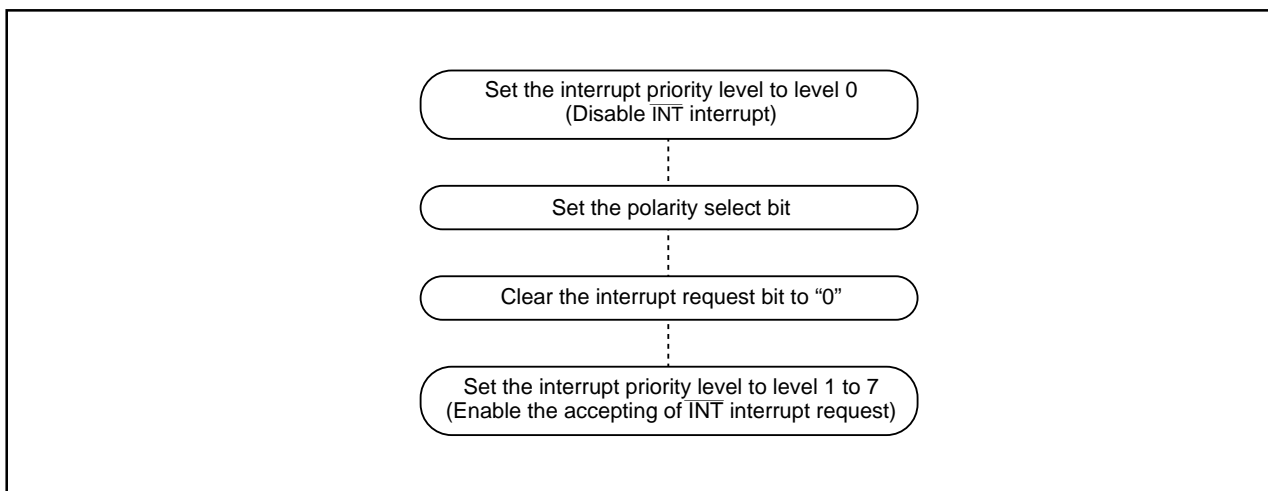 Set the interrupt priority level to level 0
(Disable INT interrupt)
Set the polarity select bit
Clear the interrupt request bit to “0”
Set the interrupt priority level to level 1 to 7
(Enable the accepting of INT interrupt request)